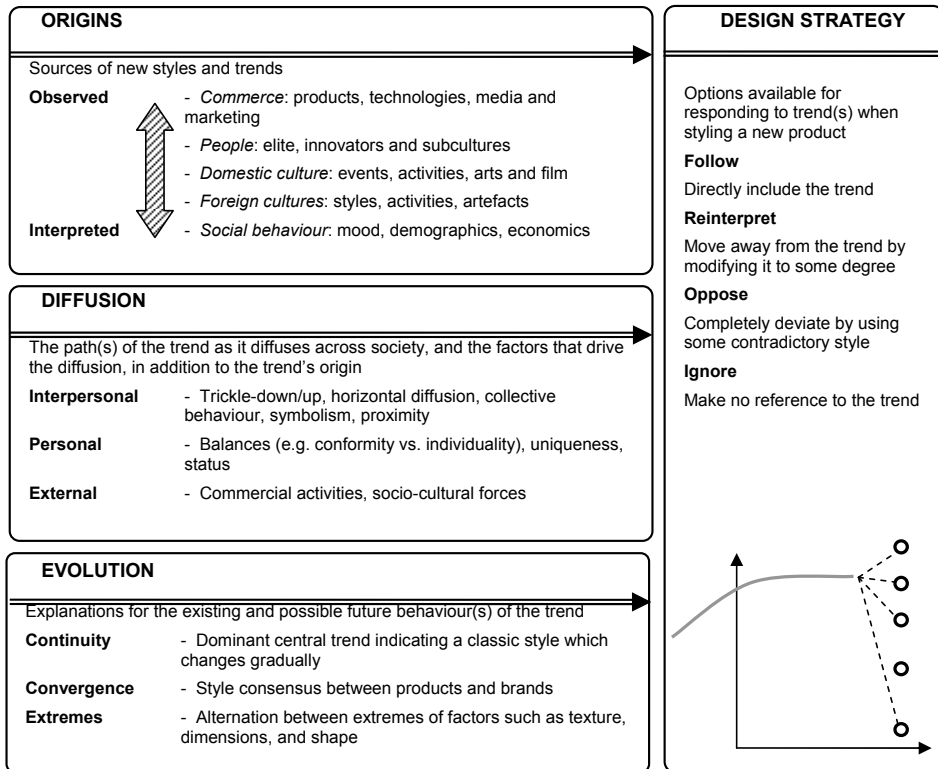 ORIGINS
Sources of new styles and trends
Observed - Commerce: products, technologies, media and
marketing
- People: elite, innovators and subcultures
- Domestic culture: events, activities, arts and film
- Foreign cultures: styles, activities, artefacts
Interpreted - Social behaviour: mood, demographics, economics
DIFFUSION
The path(s) of the trend as it diffuses across society, and the factors that drive
the diffusion, in addition to the trend's origin
Interpersonal - Trickle-down/up, horizontal diffusion, collective
behaviour, symbolism, proximity
Personal - Balances (e.g. conformity vs. individuality), uniqueness,
status
External - Commercial activities, socio-cultural forces
EVOLUTION
Explanations for the existing and possible future behaviour(s) of the trend
Continuity - Dominant central trend indicating a classic style which
changes gradually
Convergence - Style consensus between products and brands
Extremes - Alternation between extremes of factors such as texture,
dimensions, and shape
DESIGN STRATEGY
Options available for
responding to trend(s) when
styling a new product
Follow
Directly include the trend
Reinterpret
Move away from the trend by
modifying it to some degree
Oppose
Completely deviate by using
some contradictory style
Ignore
Make no reference to the trend